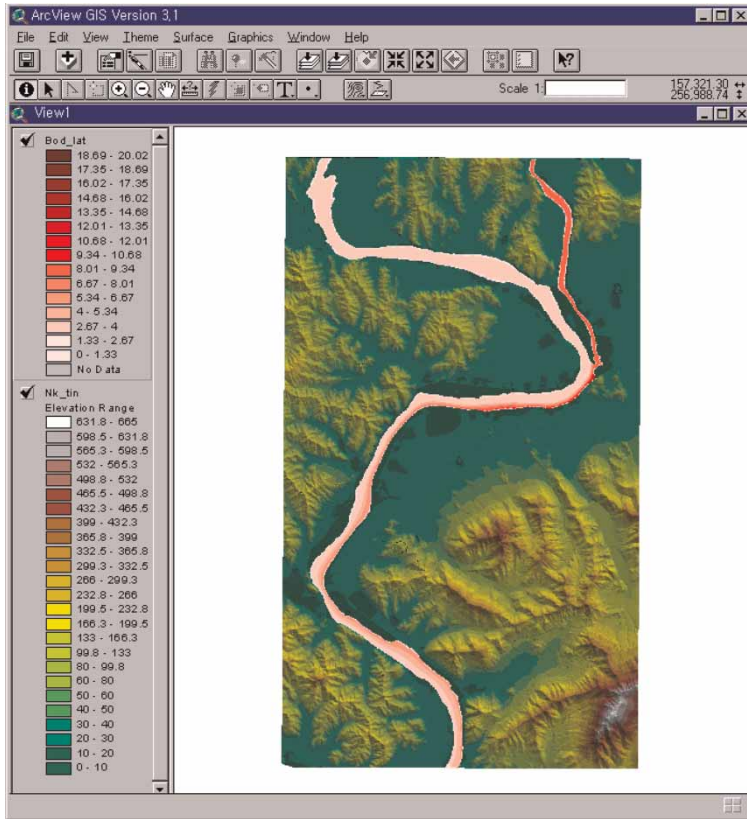 ArcView GIS Version 3.1
File Edit View Theme Surface Graphics Window Help
Scale 1:
157,321.30
256,988.74
View1
Bod_lat
18.69 - 20.02
17.35 - 18.69
16.02 - 17.35
14.68 - 16.02
13.35 - 14.68
12.01 - 13.35
10.68 - 12.01
9.34 - 10.68
8.01 - 9.34
6.67 - 8.01
5.34 - 6.67
4 - 5.34
2.67 - 4
1.33 - 2.67
0 - 1.33
No Data
Nk_tin
Elevation Range
631.8 - 665
598.5 - 631.8
565.3 - 598.5
532 - 565.3
498.8 - 532
465.5 - 498.8
432.3 - 465.5
399 - 432.3
365.8 - 399
332.5 - 365.8
299.3 - 332.5
266 - 299.3
232.8 - 266
199.5 - 232.8
166.3 - 199.5
133 - 166.3
99.8 - 133
80 - 99.8
60 - 80
50 - 60
40 - 50
30 - 40
20 - 30
10 - 20
0 - 10